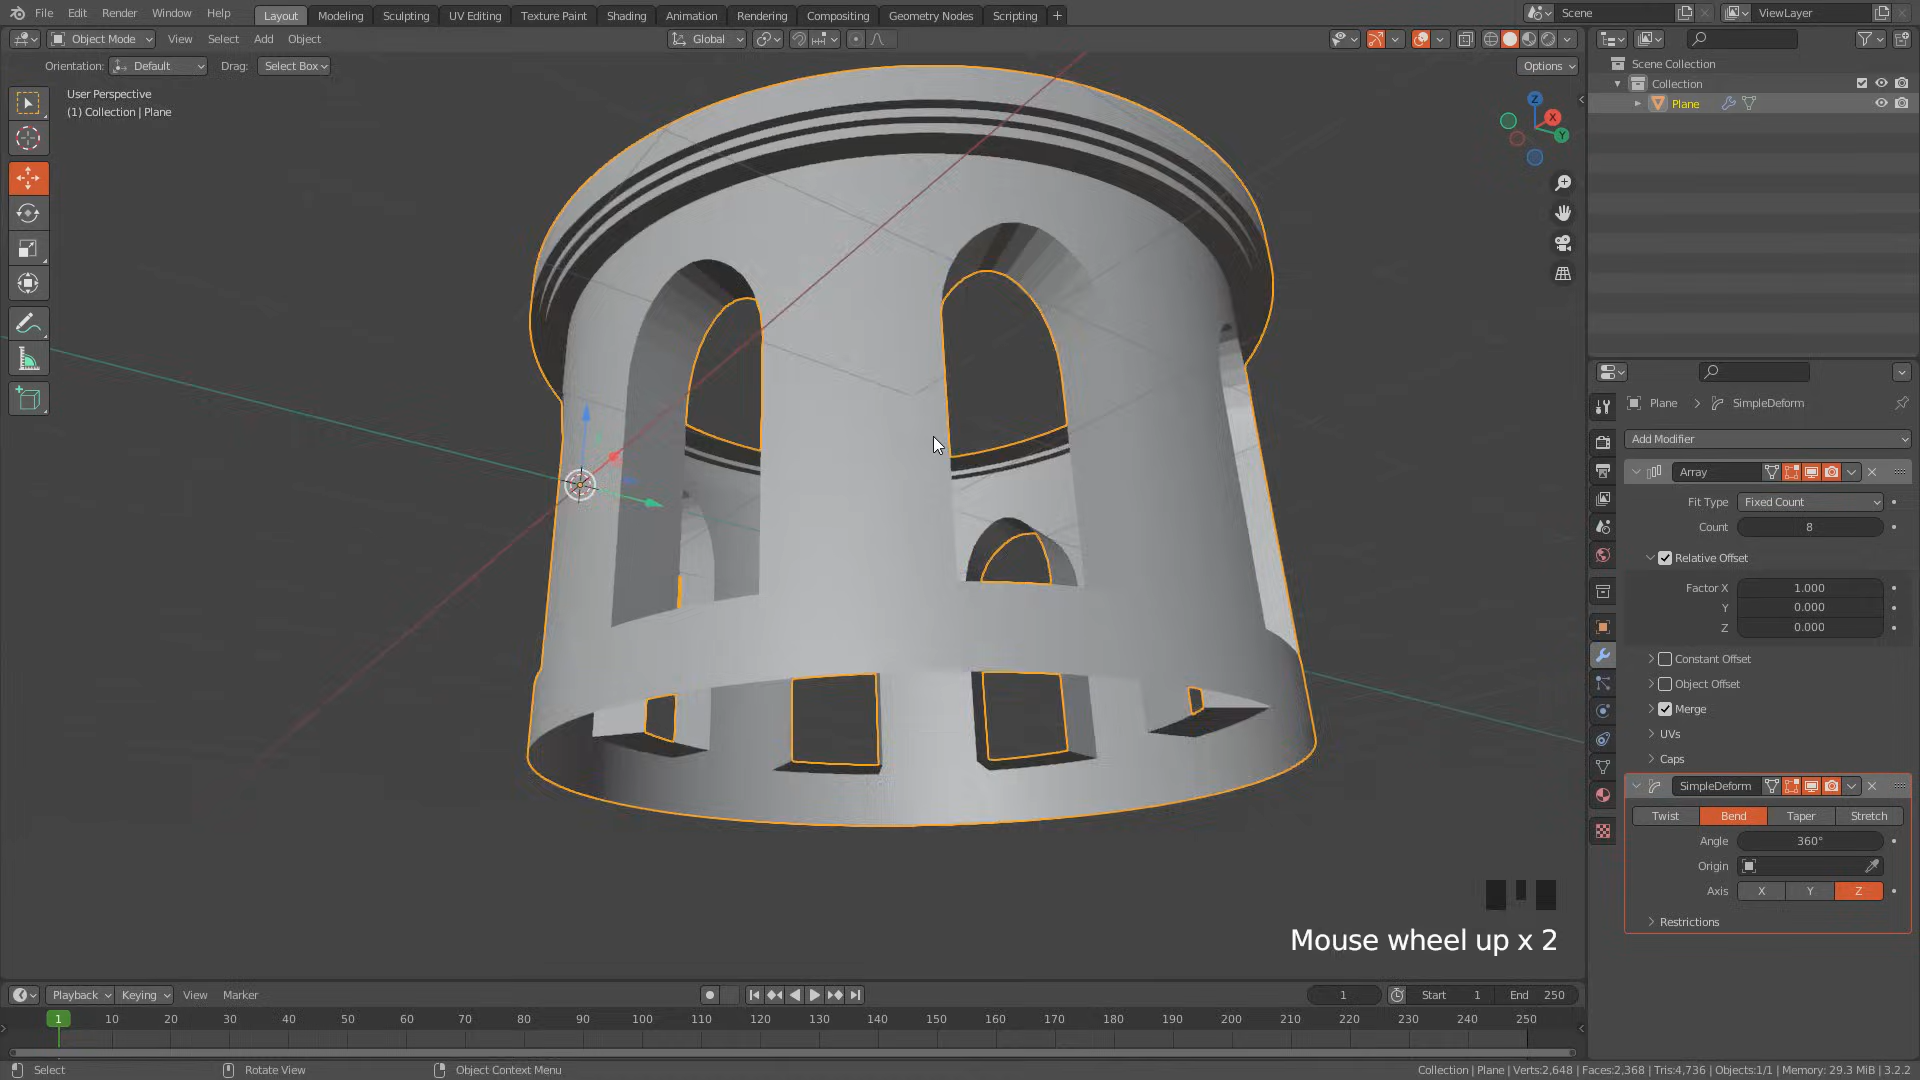 File Edit Render Window Help Layout Modeling Sculpting UV Editing Texture Paint Shading Animation Rendering Compositing Geometry Nodes Scripting + Scene ViewLayer
Object Mode View Select Add Object Global
Orientation: Default Drag: Select Box Options
User Perspective
(1) Collection | Plane
Z
X
Y
Scene Collection
Collection
Plane
Plane > SimpleDeform
Add Modifier
Array
Fit Type Fixed Count
Count 8
Relative Offset
Factor X 1.000
Y 0.000
Z 0.000
Constant Offset
Object Offset
Merge
UVs
Caps
SimpleDeform
Twist Bend Taper Stretch
Angle 360°
Origin
Axis X Y Z
Restrictions
Mouse wheel up x 2
Playback Keying View Marker 1 Start 1 End 250
1 10 20 30 40 50 60 70 80 90 100 110 120 130 140 150 160 170 180 190 200 210 220 230 240 250
Select Rotate View Object Context Menu Collection | Plane | Verts:2,648 | Faces:2,368 | Tris:4,736 | Objects:1/1 | Memory: 29.3 MiB | 3.2.2